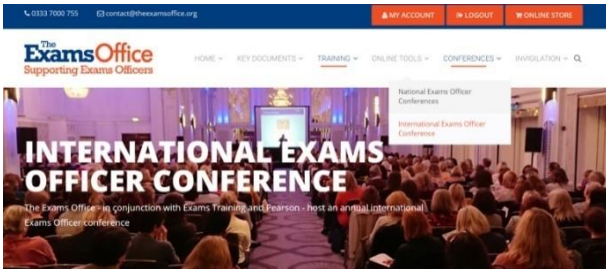 0333 7000 755 contact@theexamsoffice.org MY ACCOUNT LOGOUT ONLINE STORE
The
ExamsOffice
Supporting Exams Officers
HOME KEY DOCUMENTS TRAINING ONLINE TOOLS CONFERENCES INVIGILATION
National Exams Officer
Conferences
International Exams Officer
Conference
INTERNATIONAL EXAMS
OFFICER CONFERENCE
The Exams Office - in conjunction with Exams Training and Pearson - host an annual international
Exams Officer conference